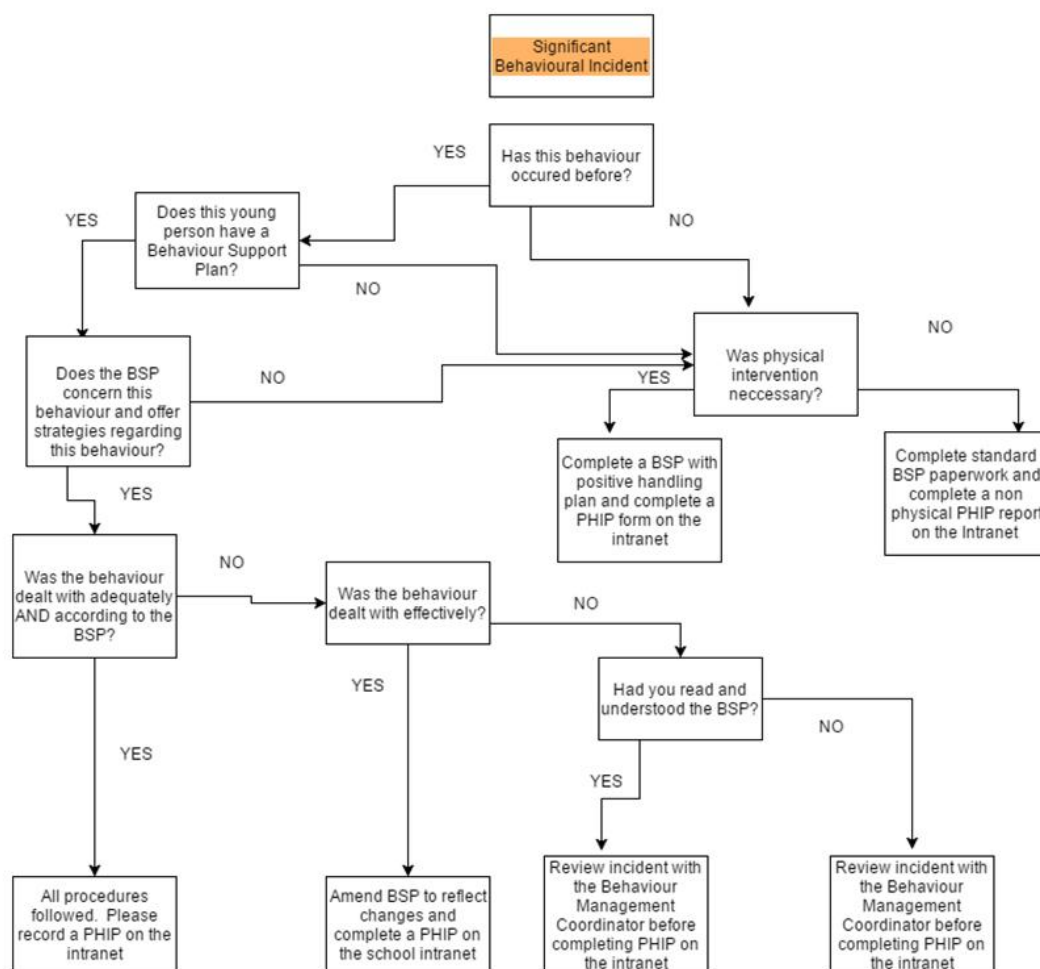 Significant
Behavioural Incident
YES
Has this behaviour
occured before?
YES
Does this young
person have a
Behaviour Support
Plan?
NO
NO
NO
Does the BSP
concern this
behaviour and offer
strategies regarding
this behaviour?
NO
YES
Was physical
intervention
neccessary?
YES
Complete a BSP with
positive handling
plan and complete a
PHIP form on the
intranet
Complete standard
BSP paperwork and
complete a non
physical PHIP report
on the Intranet
Was the behaviour
dealt with adequately
AND according to the
BSP?
NO
Was the behaviour
dealt with effectively?
NO
YES
Had you read and
understood the BSP?
YES
NO
YES
All procedures
followed. Please
record a PHIP on the
intranet
Amend BSP to reflect
changes and
complete a PHIP on
the school intranet
Review incident with
the Behaviour
Management
Coordinator before
completing PHIP on
the intranet
Review incident with
the Behaviour
Management
Coordinator before
completing PHIP on
the intranet